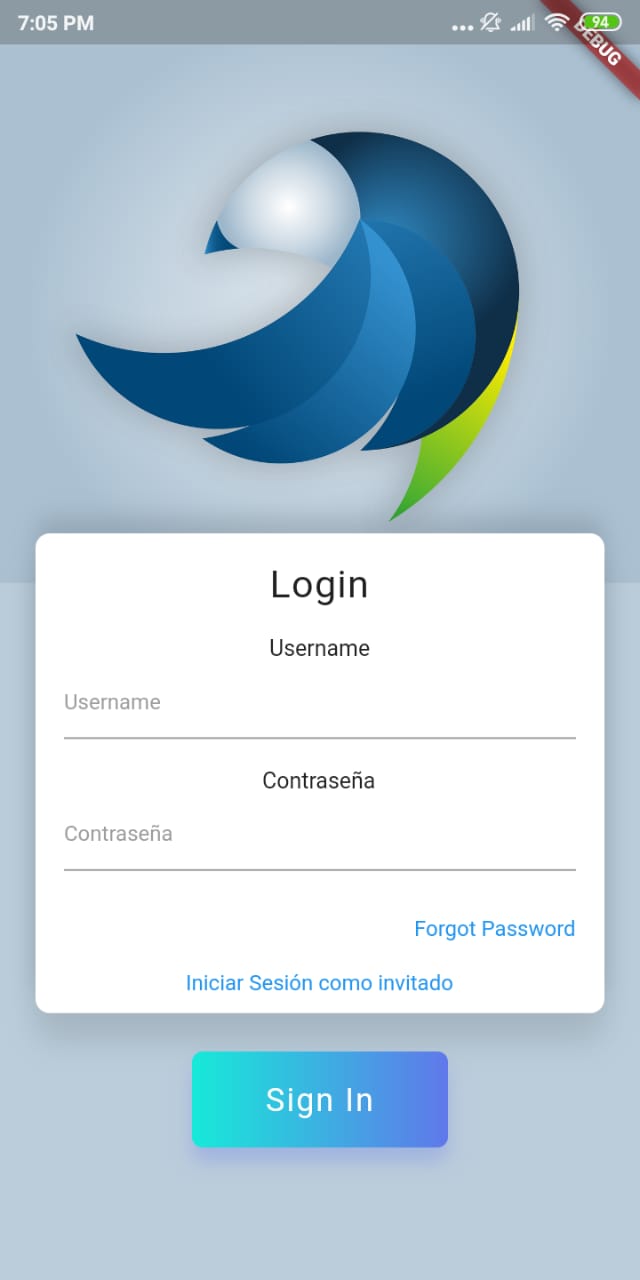 7:05 PM
94
DEBUG
Login
Username
Username
Contraseña
Contraseña
Forgot Password
Iniciar Sesión como invitado
Sign In